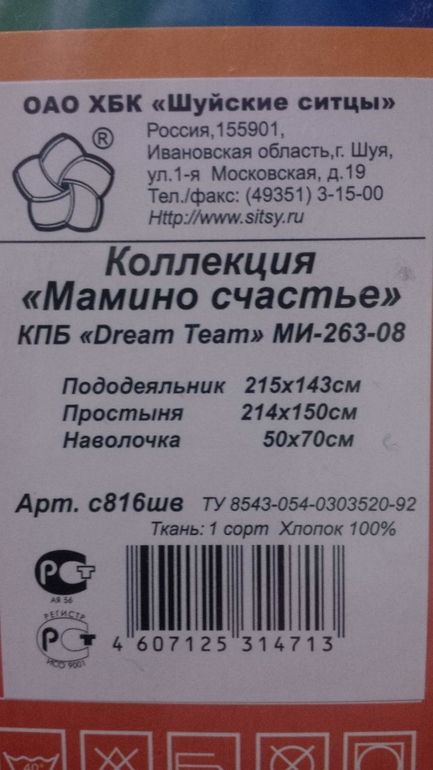 ОАО ХБК «Шуйские ситцы»
®
Россия,155901,
Ивановская область,г. Шуя,
ул.1-я Московская, д.19
Тел./факс: (49351) 3-15-00
Http://www.sitsy.ru
Коллекция
«Мамино счастье»
КПБ «Dream Team» МИ-263-08
Пододеяльник 215х143см
Простыня 214х150см
Наволочка 50х70см
Арт. с816шв ТУ 8543-054-0303520-92
Ткань: 1 сорт Хлопок 100%
РСТ
АЯ 56
РЕГИСТР
РСТ
ИСО 9001
4 607125 314713
40°